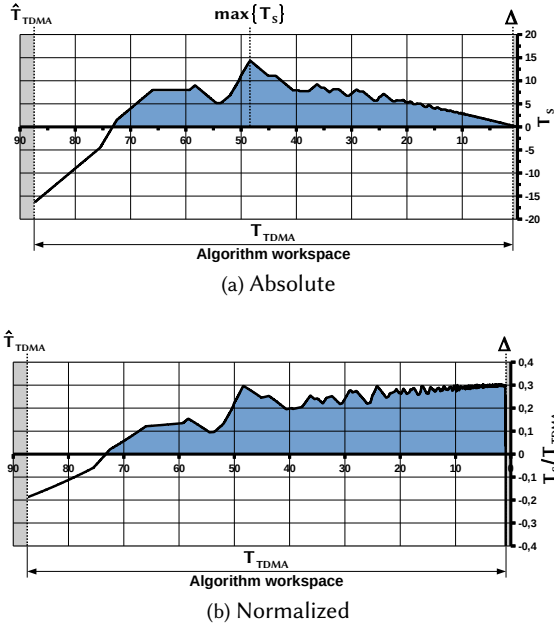 T̂TDMA max{Ts} Δ
20
15
10
5
0
-5
-10
-15
-20
90 80 70 60 50 40 30 20 10
Ts
TTDMA
Algorithm workspace
(a) Absolute
T̂TDMA Δ
0,4
0,3
0,2
0,1
0
-0,1
-0,2
-0,3
-0,4
90 80 70 60 50 40 30 20 10 0
Ts/TTDMA
TTDMA
Algorithm workspace
(b) Normalized